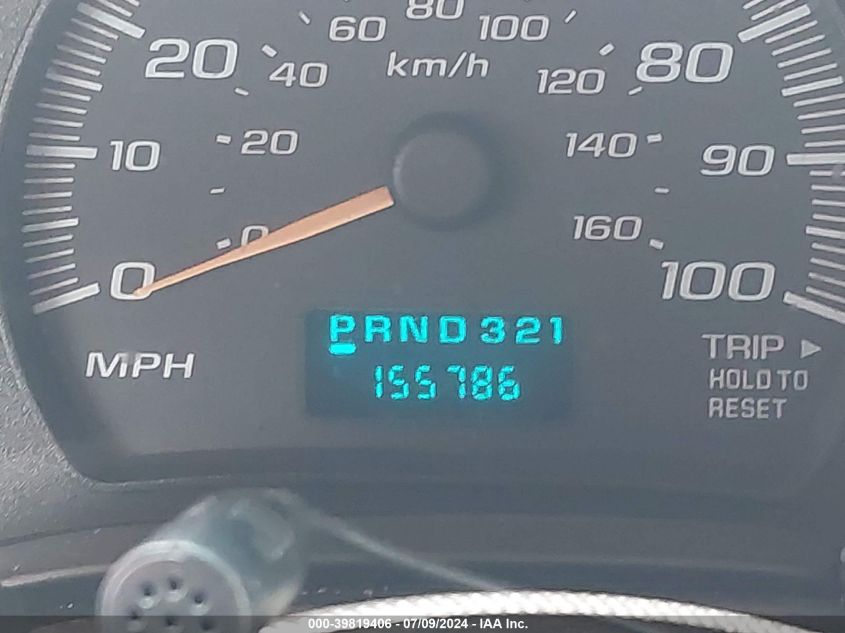 80
60 100
20 80
km/h
40 120
10 20 140 90
0 160
0 100
PRND321
MPH TRIP
155786 HOLD TO
RESET
000-39819406 - 07/09/2024 - IAA Inc.